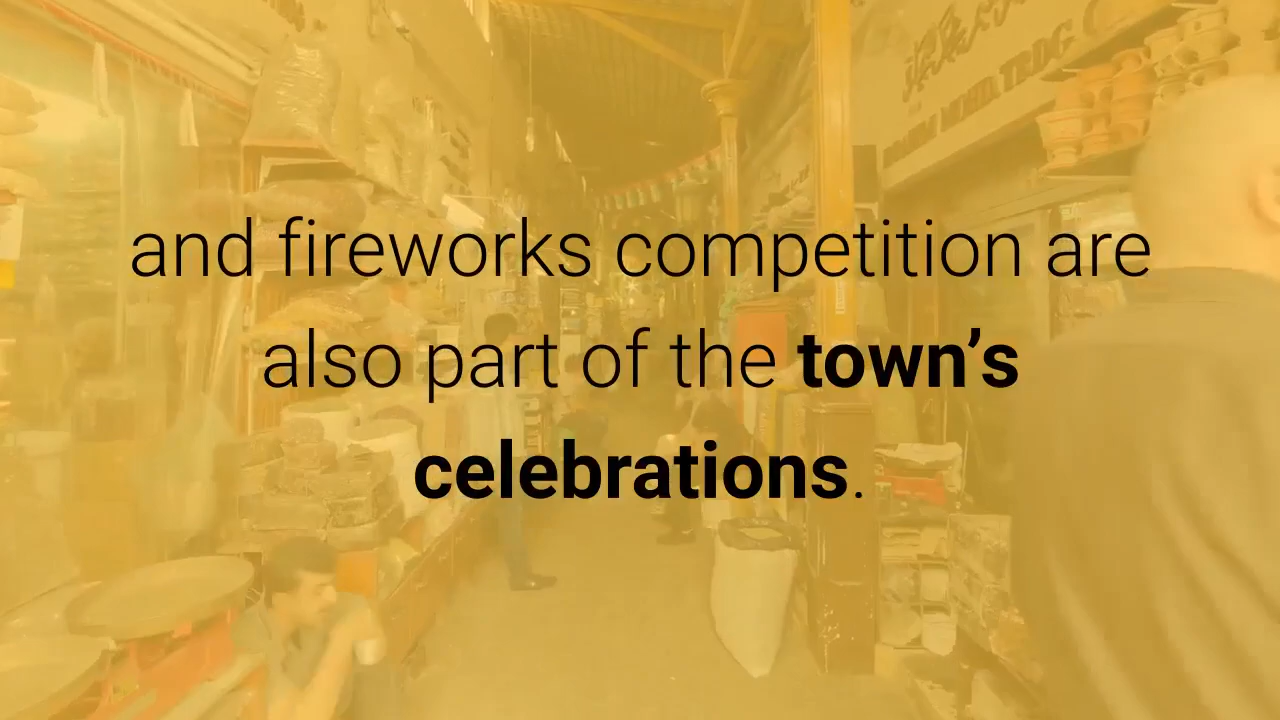 and fireworks competition are
also part of the town’s
celebrations.